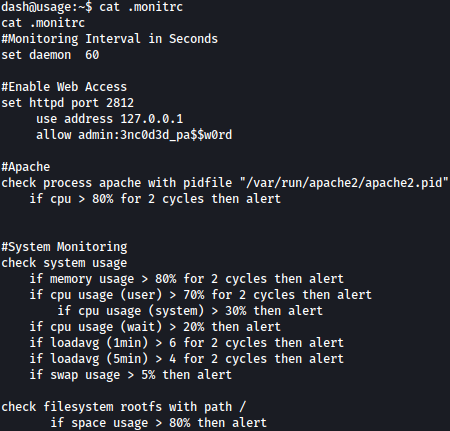 dash@usage:~$ cat .monitrc
cat .monitrc
#Monitoring Interval in Seconds
set daemon  60
#Enable Web Access
set httpd port 2812
     use address 127.0.0.1
     allow admin:3nc0d3d_pa$$w0rd
#Apache
check process apache with pidfile "/var/run/apache2/apache2.pid"
    if cpu > 80% for 2 cycles then alert
#System Monitoring
check system usage
    if memory usage > 80% for 2 cycles then alert
    if cpu usage (user) > 70% for 2 cycles then alert
        if cpu usage (system) > 30% then alert
    if cpu usage (wait) > 20% then alert
    if loadavg (1min) > 6 for 2 cycles then alert
    if loadavg (5min) > 4 for 2 cycles then alert
    if swap usage > 5% then alert
check filesystem rootfs with path /
       if space usage > 80% then alert